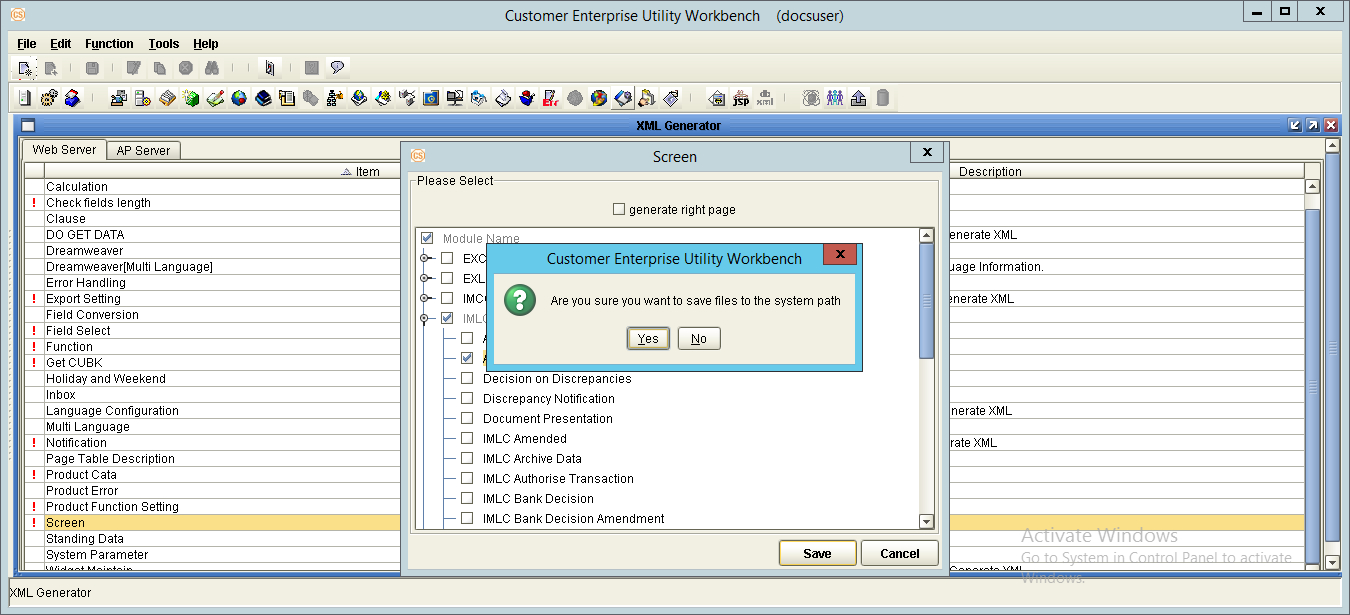 Customer Enterprise Utility Workbench (docsuser)
File Edit Function Tools Help
JSP
xml
XML Generator
Web Server AP Server
Item
Description
Calculation
! Check fields length
Clause
DO GET DATA
enerate XML
Dreamweaver
Dreamweaver[Multi Language]
uage Information.
Error Handling
! Export Setting
enerate XML
Field Conversion
! Field Select
! Function
! Get CUBK
Holiday and Weekend
Inbox
Language Configuration
nerate XML
Multi Language
! Notification
rate XML
Page Table Description
! Product Cata
Product Error
! Product Function Setting
! Screen
Standing Data
System Parameter
Widget Maintain
Generate XML
Screen
Please Select
generate right page
Module Name
EXC
EXL
IMC
IMLC
Decision on Discrepancies
Discrepancy Notification
Document Presentation
IMLC Amended
IMLC Archive Data
IMLC Authorise Transaction
IMLC Bank Decision
IMLC Bank Decision Amendment
Save Cancel
Customer Enterprise Utility Workbench
Are you sure you want to save files to the system path
Yes No
Activate Windows
Go to System in Control Panel to activate
Windows.
XML Generator